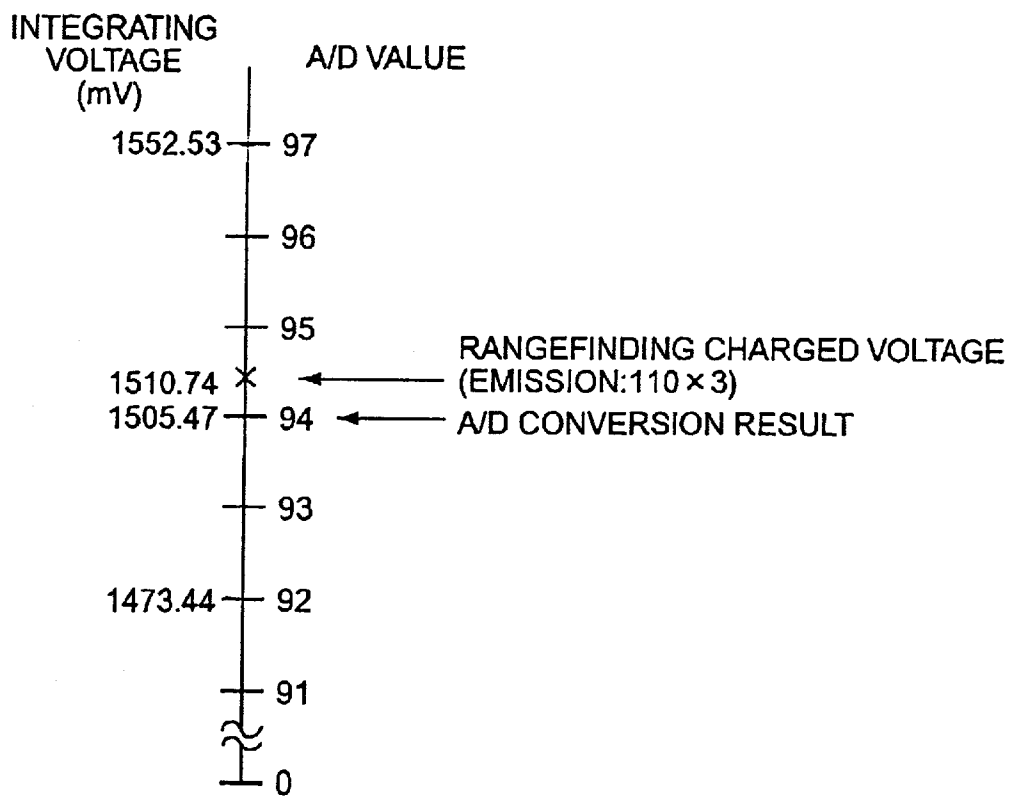 INTEGRATING
VOLTAGE
(mV)
A/D VALUE
1552.53
97
96
95
RANGEFINDING CHARGED VOLTAGE
(EMISSION:110 × 3)
1510.74
1505.47
94
A/D CONVERSION RESULT
93
1473.44
92
91
0